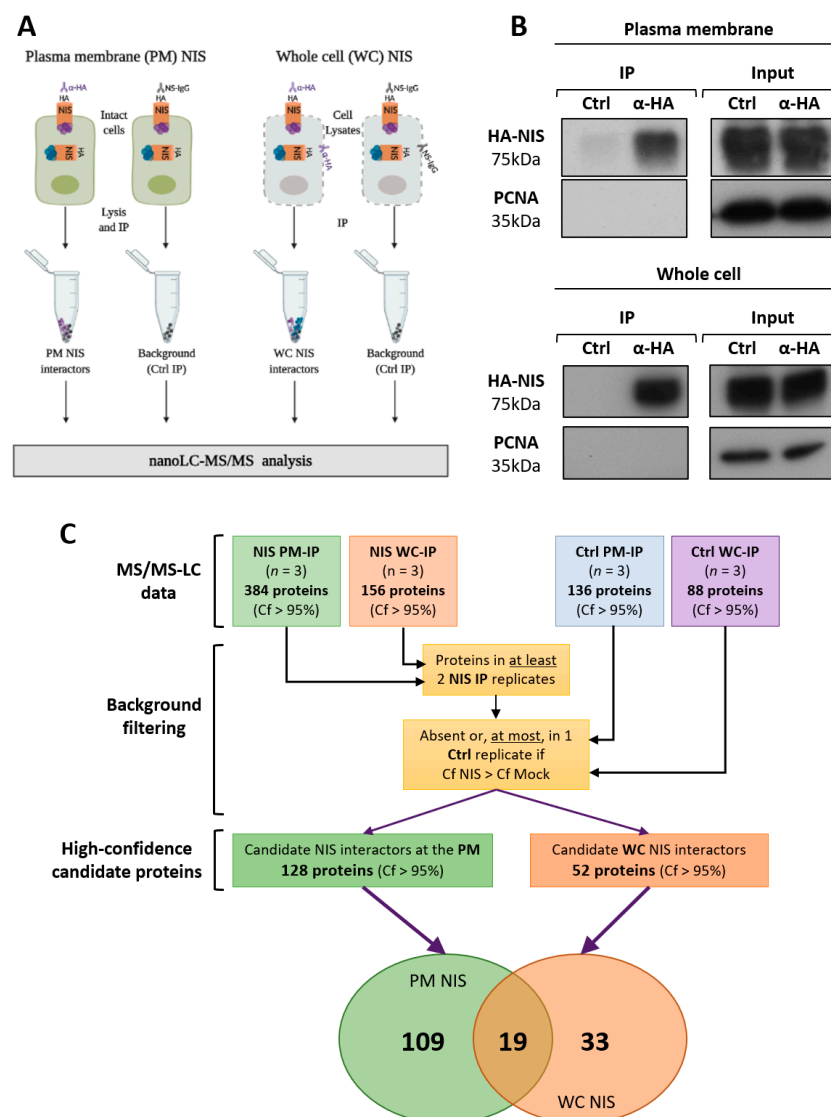 A
Plasma membrane (PM) NIS
Whole cell (WC) NIS
α-HA
HA
NIS
NIS
HA
NS-IgG
HA
NIS
NIS
HA
Intact
cells
α-HA
HA
NIS
NIS
HA
α-HA
NS-IgG
HA
NIS
NIS
HA
NS-IgG
Cell
Lysates
Lysis
and IP
IP
PM NIS
interactors
Background
(Ctrl IP)
WC NIS
interactors
Background
(Ctrl IP)
nanoLC-MS/MS analysis
B
Plasma membrane
IP
Input
Ctrl α-HA
Ctrl α-HA
HA-NIS
75kDa
PCNA
35kDa
Whole cell
IP
Input
Ctrl α-HA
Ctrl α-HA
HA-NIS
75kDa
PCNA
35kDa
C
MS/MS-LC
data
NIS PM-IP
(n = 3)
384 proteins
(Cf > 95%)
NIS WC-IP
(n = 3)
156 proteins
(Cf > 95%)
Ctrl PM-IP
(n = 3)
136 proteins
(Cf > 95%)
Ctrl WC-IP
(n = 3)
88 proteins
(Cf > 95%)
Background
filtering
Proteins in at least
2 NIS IP replicates
Absent or, at most, in 1
Ctrl replicate if
Cf NIS > Cf Mock
High-confidence
candidate proteins
Candidate NIS interactors at the PM
128 proteins (Cf > 95%)
Candidate WC NIS interactors
52 proteins (Cf > 95%)
PM NIS
109
19
33
WC NIS